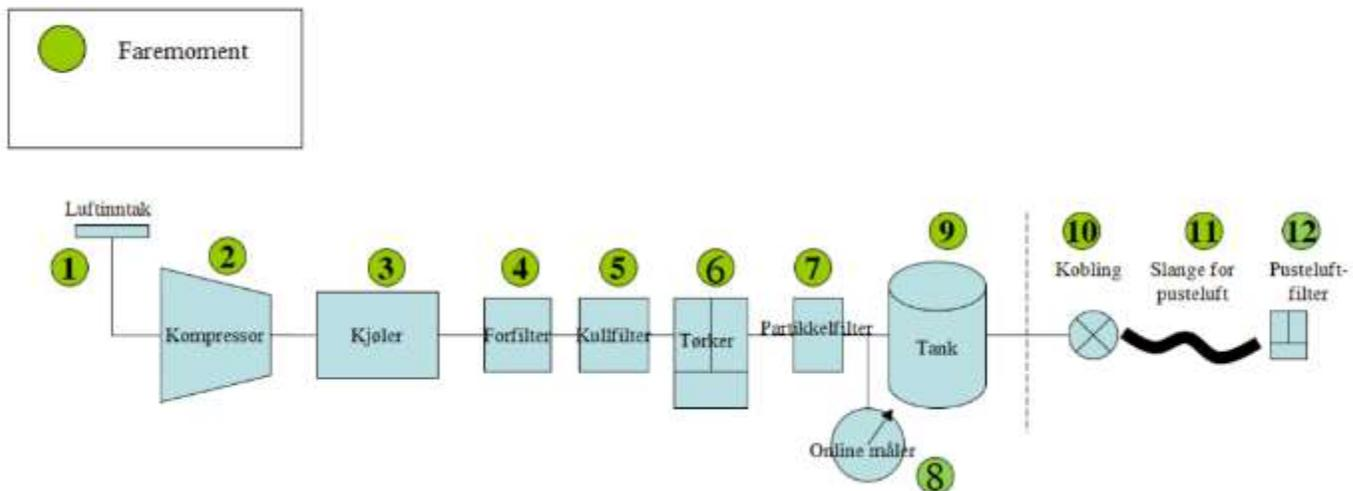 Faremoment
Luftinntak
1
2
3
4
5
6
7
9
10
11
12
Kobling
Slange for
pusteluft
Pusteluft-
filter
Kompressor
Kjøler
Forfilter
Kullfilter
Tørker
Partikkelfilter
Tank
Online måler
8